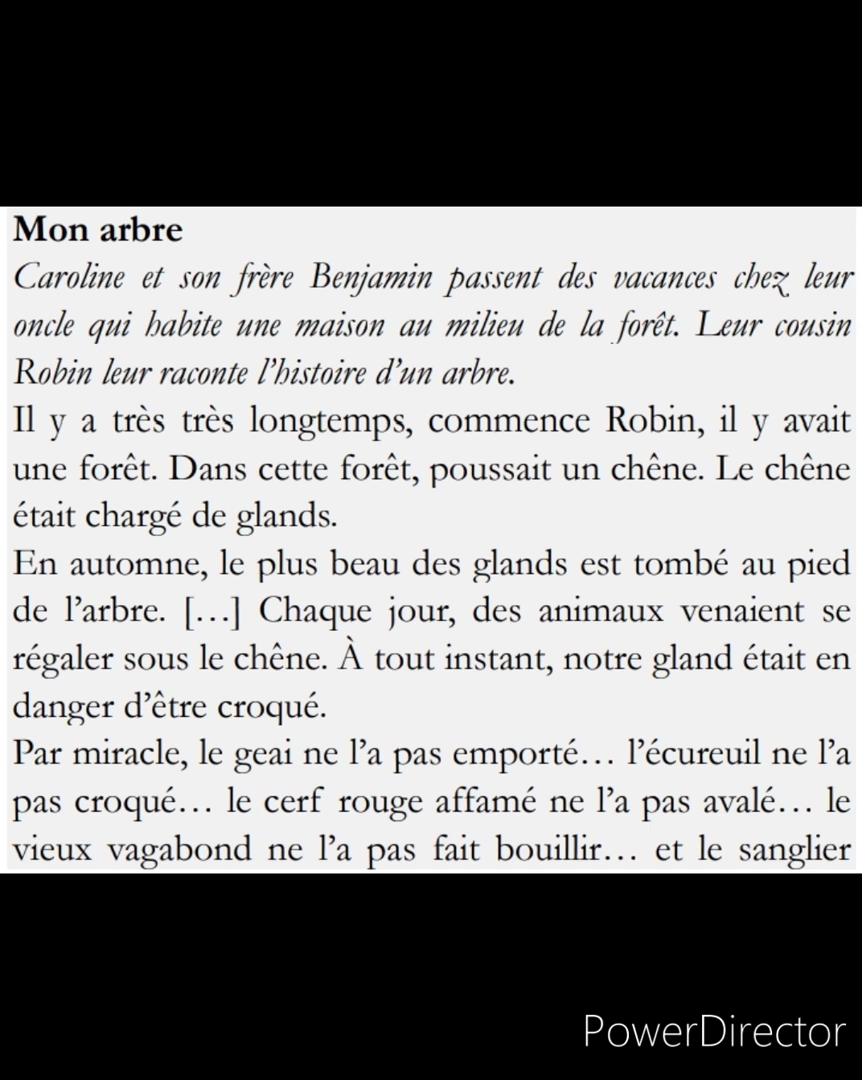 Mon arbre
Caroline et son frère Benjamin passent des vacances chez leur
oncle qui habite une maison au milieu de la forêt. Leur cousin
Robin leur raconte l'histoire d'un arbre.
Il y a très très longtemps, commence Robin, il y avait
une forêt. Dans cette forêt, poussait un chêne. Le chêne
était chargé de glands.
En automne, le plus beau des glands est tombé au pied
de l'arbre. […] Chaque jour, des animaux venaient se
régaler sous le chêne. À tout instant, notre gland était en
danger d'être croqué.
Par miracle, le geai ne l'a pas emporté… l'écureuil ne l'a
pas croqué… le cerf rouge affamé ne l'a pas avalé… le
vieux vagabond ne l'a pas fait bouillir… et le sanglier
PowerDirector